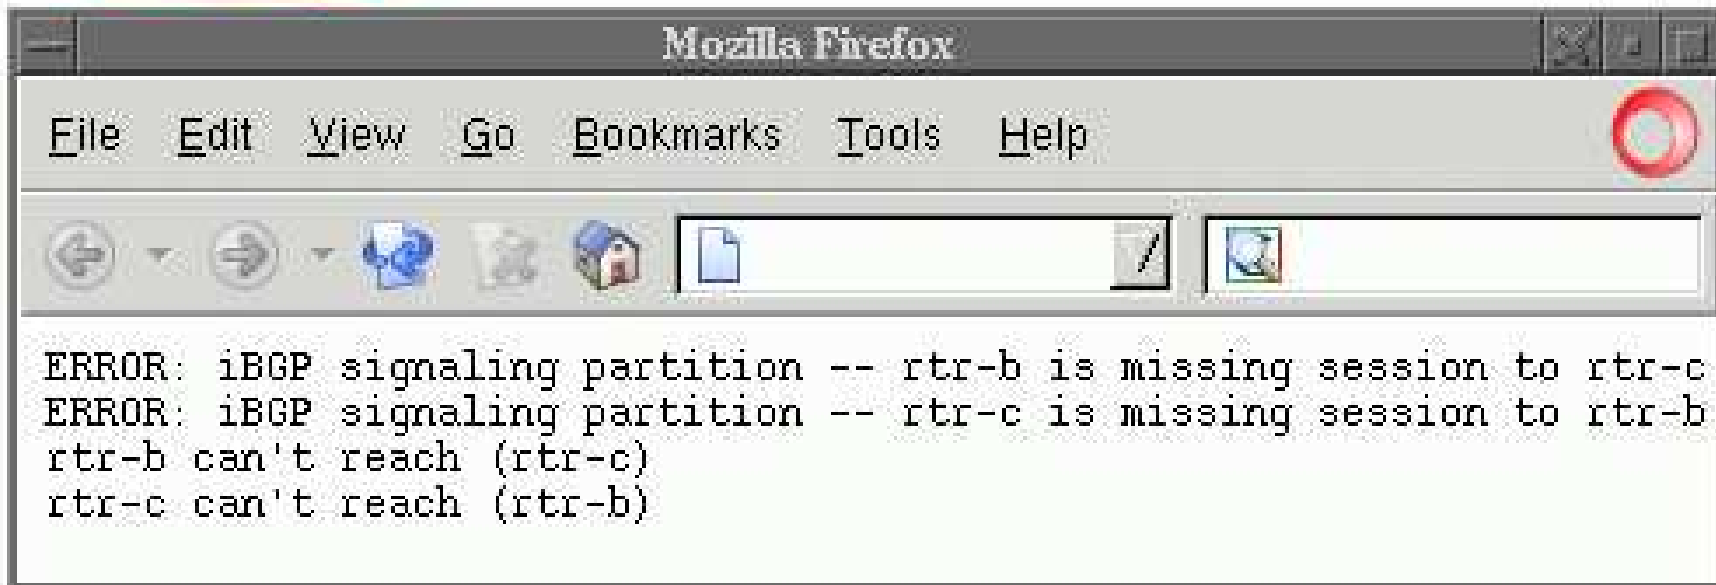 Mozilla Firefox
File Edit View Go Bookmarks Tools Help
ERROR: iBGP signaling partition -- rtr-b is missing session to rtr-c
ERROR: iBGP signaling partition -- rtr-c is missing session to rtr-b
rtr-b can't reach (rtr-c)
rtr-c can't reach (rtr-b)